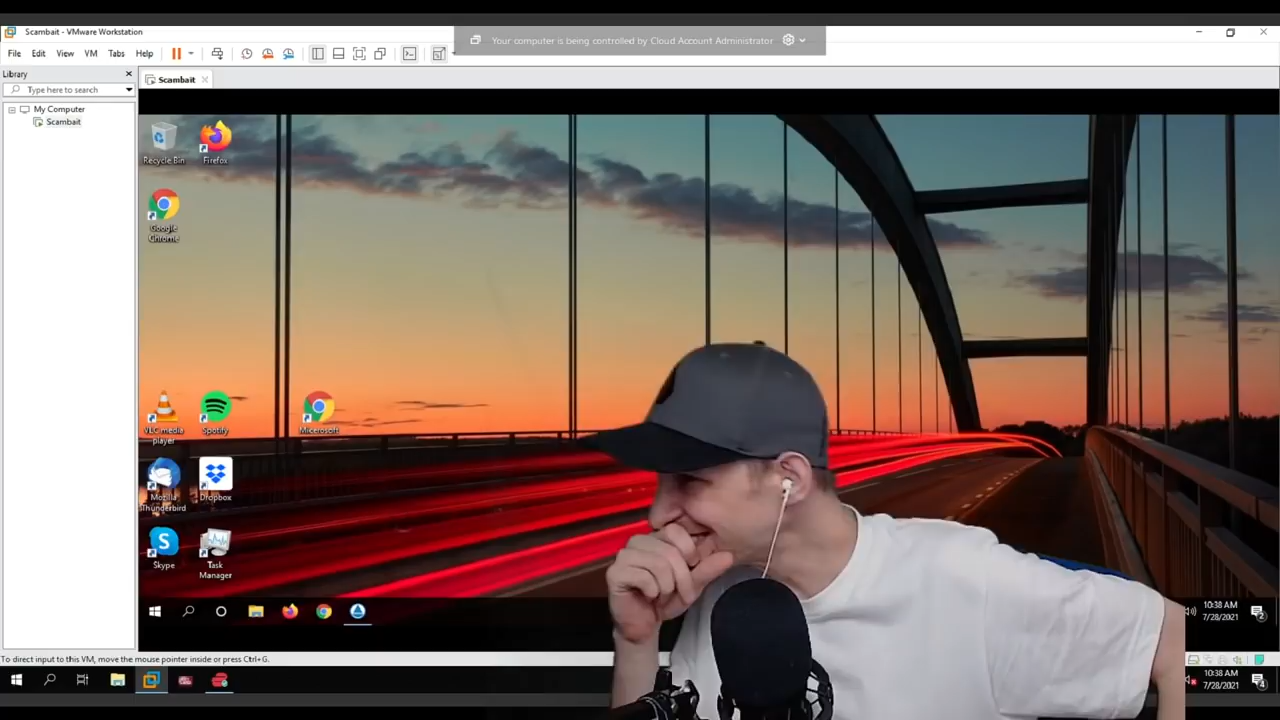 Scambait - VMware Workstation
Your computer is being controlled by Cloud Account Administrator
File Edit View VM Tabs Help
Library
Scambait
Type here to search
My Computer
Scambait
Recycle Bin
Firefox
Google Chrome
VLC media player
Spotify
Micerosoft
Mozilla Thunderbird
Dropbox
Skype
Task Manager
10:38 AM
7/28/2021
2
To direct input to this VM, move the mouse pointer inside or press Ctrl+G.
10:38 AM
7/28/2021
4